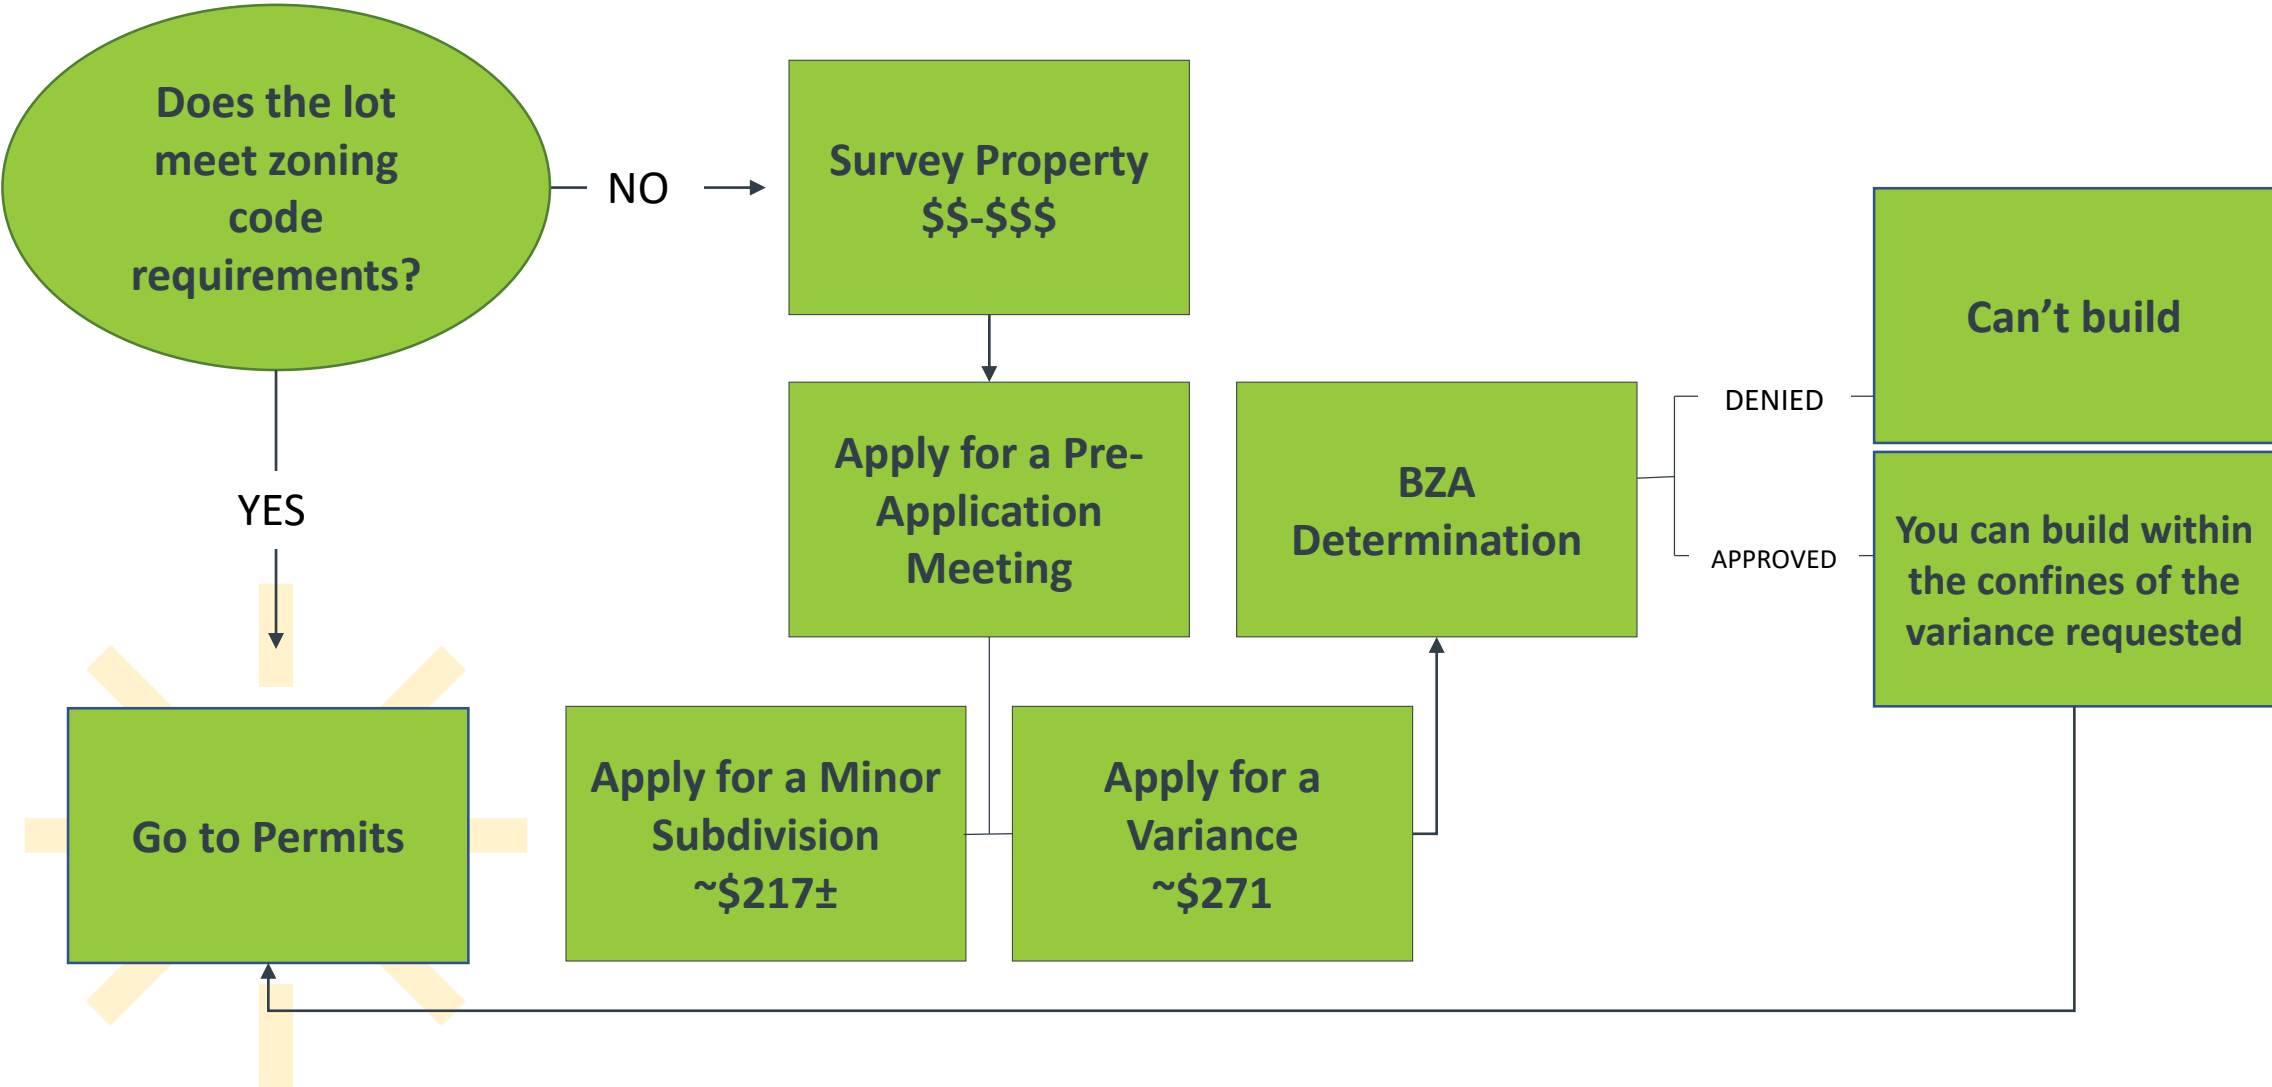 Does the lot
meet zoning
code
requirements?
NO
YES
Go to Permits
Survey Property
$$-$$$
Apply for a Pre-
Application
Meeting
Apply for a Minor
Subdivision
~$217±
Apply for a
Variance
~$271
BZA
Determination
DENIED
APPROVED
Can’t build
You can build within
the confines of the
variance requested